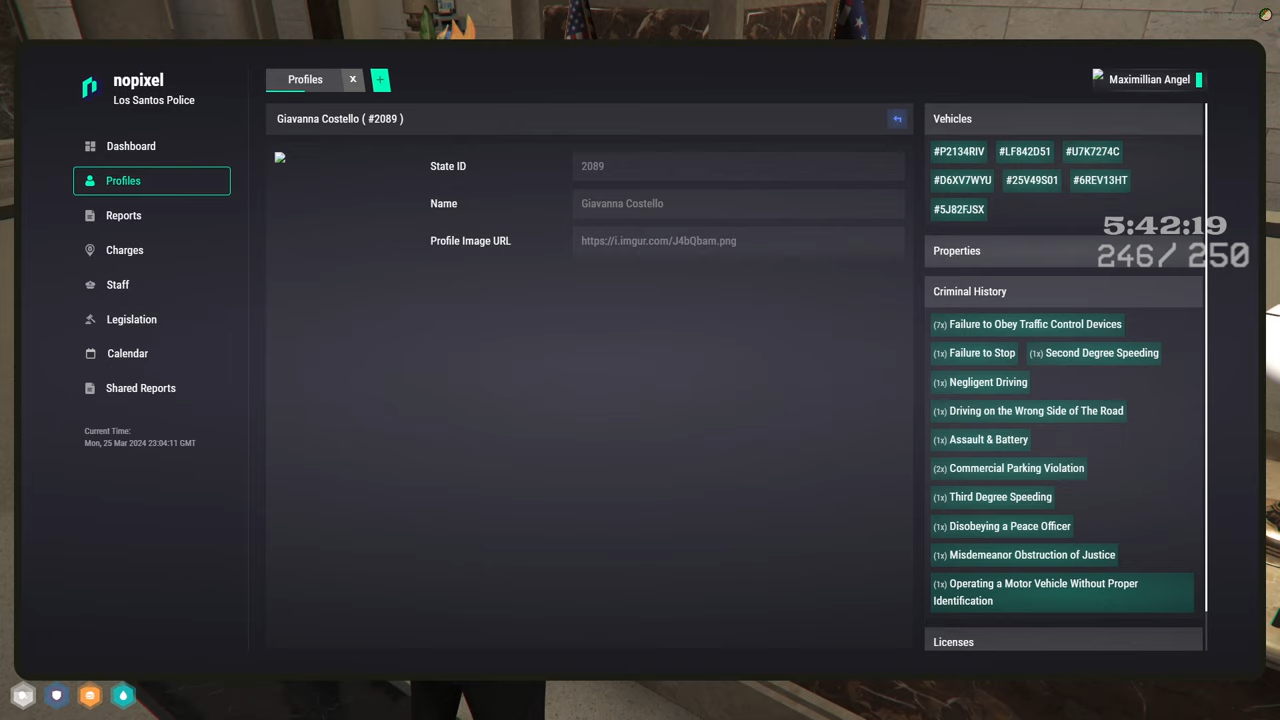 nopixel
Los Santos Police
Dashboard
Profiles
Reports
Charges
Staff
Legislation
Calendar
Shared Reports
Current Time:
Mon, 25 Mar 2024 23:04:11 GMT
Profiles x +
Maximillian Angel
Giavanna Costello ( #2089 )
State ID 2089
Name Giavanna Costello
Profile Image URL https://i.imgur.com/J4bQbam.png
Vehicles
#P2134RIV #LF842D51 #U7K7274C
#D6XV7WYU #25V49S01 #6REV13HT
#5J82FJSX
5:42:19
Properties
246/ 250
Criminal History
(7x) Failure to Obey Traffic Control Devices
(1x) Failure to Stop (1x) Second Degree Speeding
(1x) Negligent Driving
(1x) Driving on the Wrong Side of The Road
(1x) Assault & Battery
(2x) Commercial Parking Violation
(1x) Third Degree Speeding
(1x) Disobeying a Peace Officer
(1x) Misdemeanor Obstruction of Justice
(1x) Operating a Motor Vehicle Without Proper
Identification
Licenses